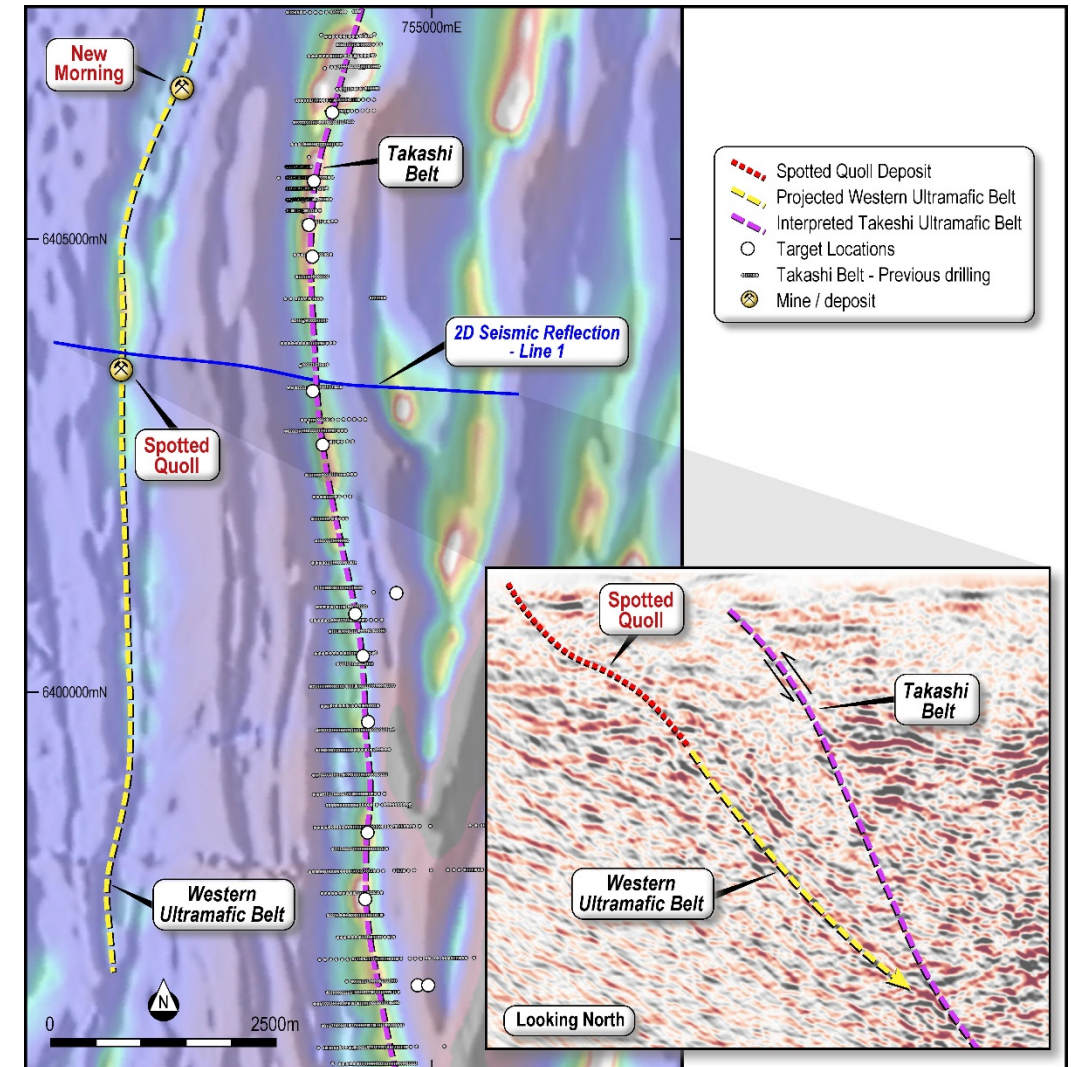 755000mE
New
Morning
Takashi
Belt
6405000mN
2D Seismic Reflection
- Line 1
Spotted
Quoll
6400000mN
Western
Ultramafic Belt
N
0
2500m
Spotted Quoll Deposit
Projected Western Ultramafic Belt
Interpreted Takeshi Ultramafic Belt
Target Locations
Takashi Belt - Previous drilling
Mine / deposit
Spotted
Quoll
Takashi
Belt
Western
Ultramafic Belt
Looking North